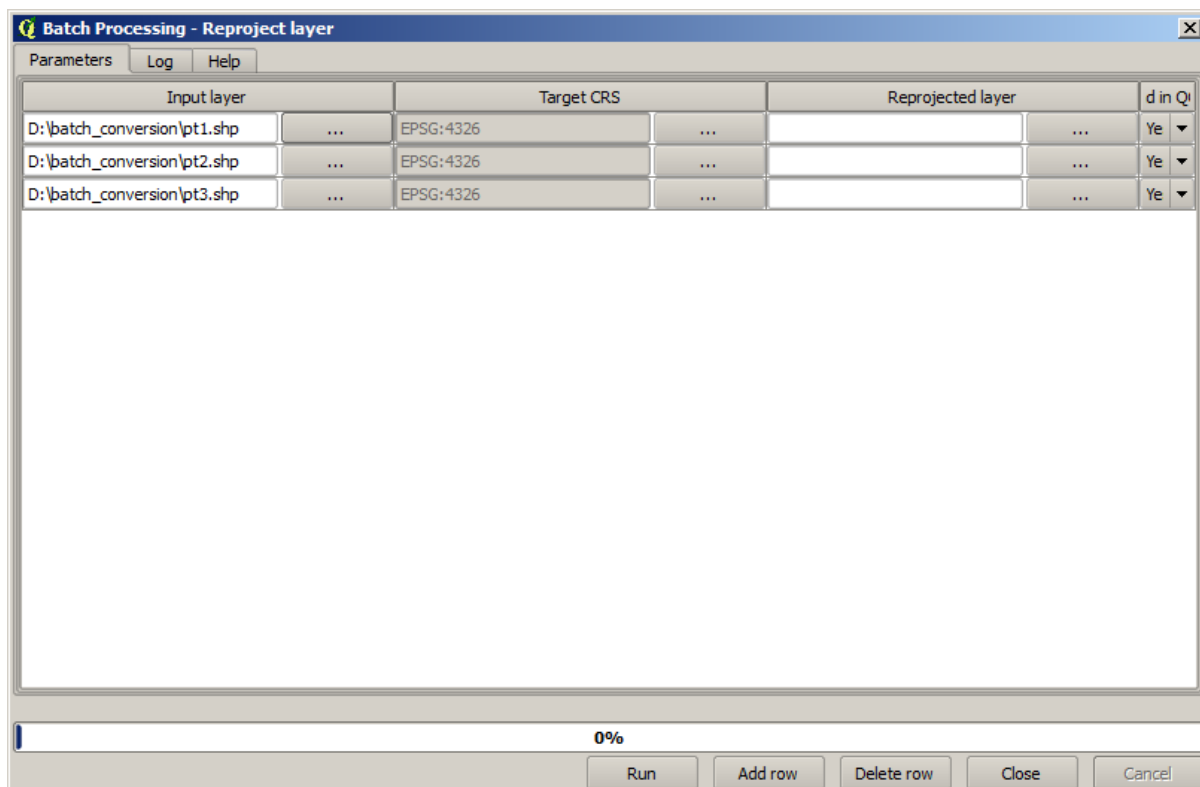 Batch Processing - Reproject layer
Parameters Log Help
Input layer Target CRS Reprojected layer d in Q
D:\batch_conversion\pt1.shp ... EPSG:4326 ... ... Ye
D:\batch_conversion\pt2.shp ... EPSG:4326 ... ... Ye
D:\batch_conversion\pt3.shp ... EPSG:4326 ... ... Ye
0%
Run Add row Delete row Close Cancel